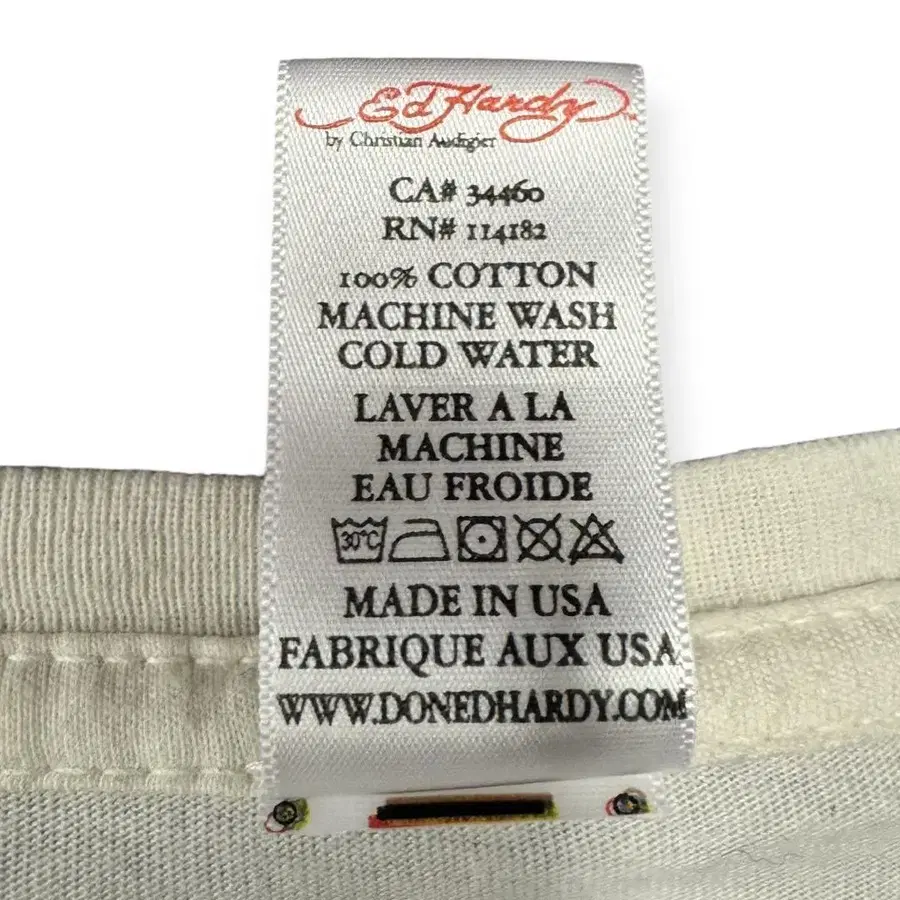 Ed Hardy
by Christian Audigier
CA# 34460
RN# 114182
100% COTTON
MACHINE WASH
COLD WATER
LAVER A LA
MACHINE
EAU FROIDE
30°C
MADE IN USA
FABRIQUE AUX USA
WWW.DONEDHARDY.COM